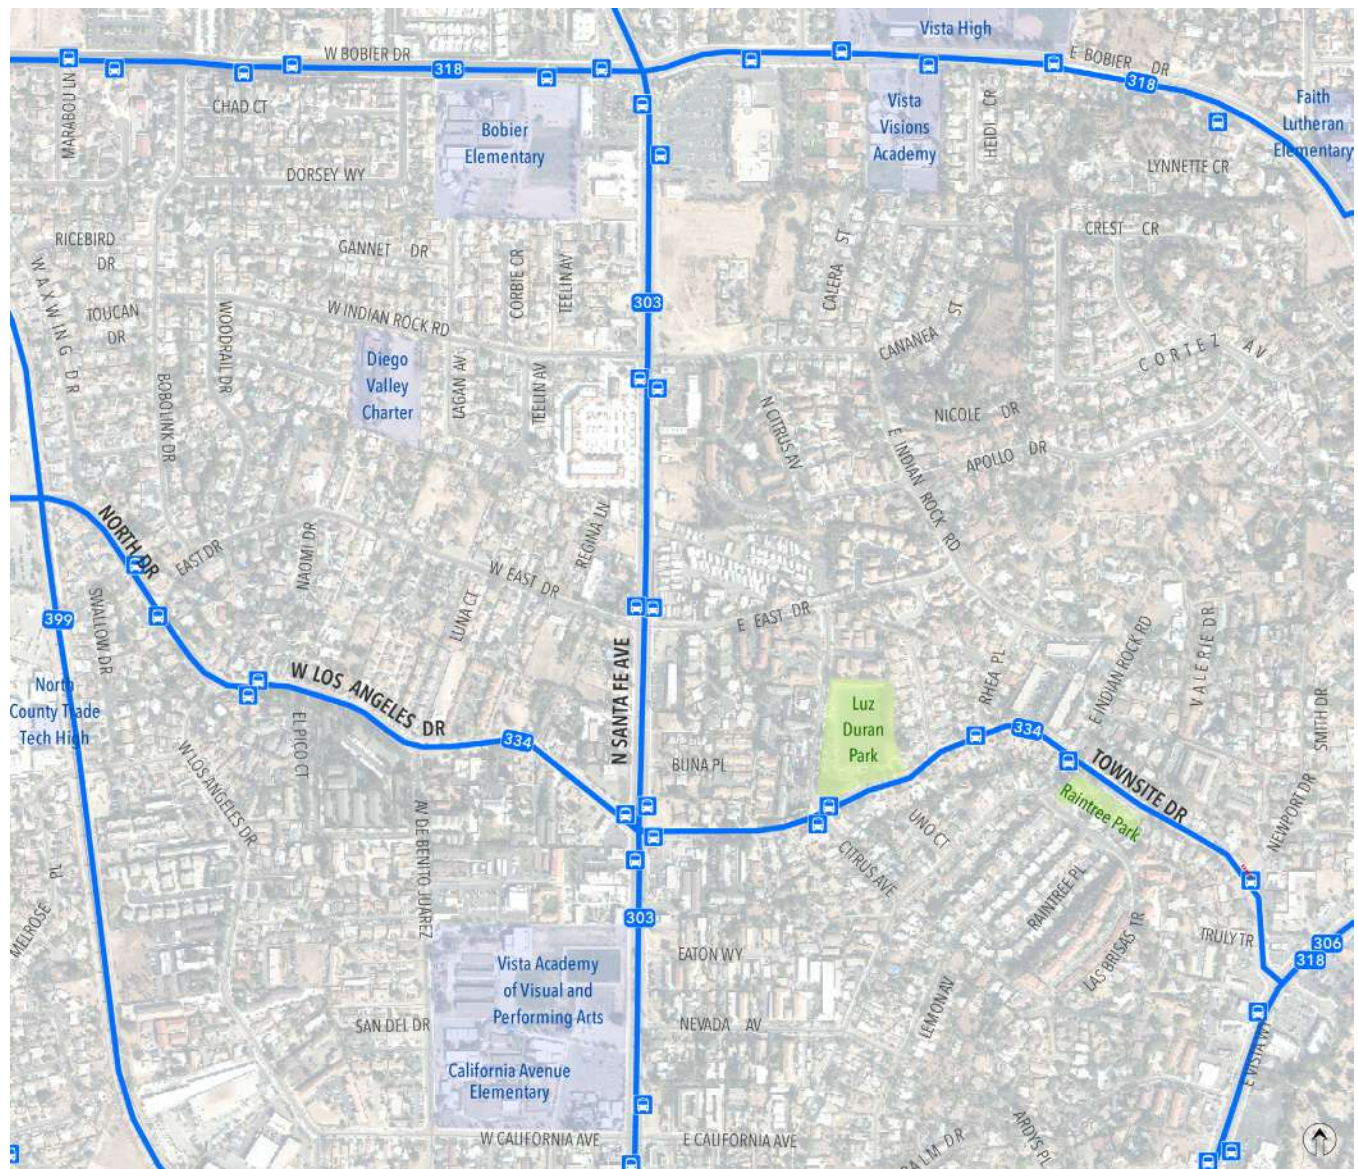 Vista High
W BOBIER DR
318
E BOBIER DR
318
MARABOU LN
CHAD CT
Bobier
Elementary
Vista
Visions
Academy
HEIDI CR
Faith
Lutheran
Elementary
DORSEY WY
LYNNETTE CR
RICEBIRD
DR
GANNET DR
CORBIE CR
TEELIN AV
CALERA ST
CREST CR
WAXWING DR
TOUCAN
DR
WOODRAIL DR
W INDIAN ROCK RD
303
CANANEA ST
CORTEZ AV
Diego
Valley
Charter
LAGAN AV
TEELIN AV
BOBOLINK DR
N CITRUS AV
NICOLE DR
E INDIAN ROCK RD
APOLLO DR
NORTH DR
EAST DR
NAOMI DR
REGINA LN
W EAST DR
LUNA CT
E EAST DR
399
SWALLOW DR
N SANTA FE AVE
RHEA PL
E INDIAN ROCK RD
VALERIE DR
SMITH DR
North
County Trade
Tech High
W LOS ANGELES DR
334
EL PICO CT
W LOS ANGELES DR
BUNA PL
Luz
Duran
Park
334
TOWNSITE DR
Raintree Park
NEWPORT DR
AV DE BENITO JUAREZ
UNO CT
CITRUS AVE
RAINTREE PL
LAS BRISAS TR
TRULY TR
MELROSE
PL
303
306
318
EATON WY
Vista Academy
of Visual and
Performing Arts
SAN DEL DR
NEVADA AV
LEMON AV
E VISTA WY
California Avenue
Elementary
W CALIFORNIA AVE
E CALIFORNIA AVE
LM DR
ARDYS PL